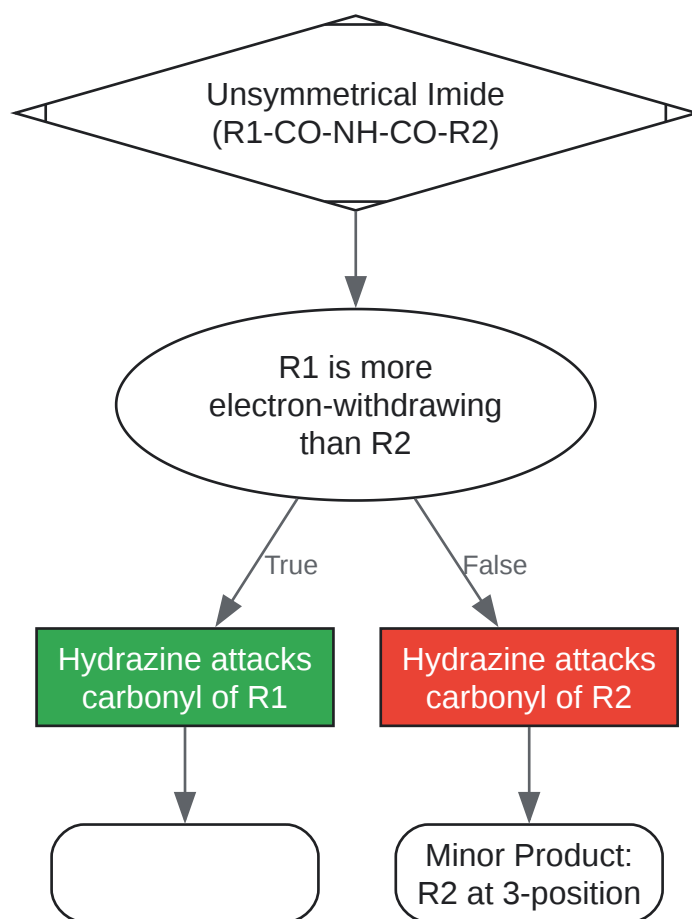 Unsymmetrical Imide
(R1-CO-NH-CO-R2)
R1 is more
electron-withdrawing
than R2
True
False
Hydrazine attacks
carbonyl of R1
Hydrazine attacks
carbonyl of R2
Minor Product:
R2 at 3-position